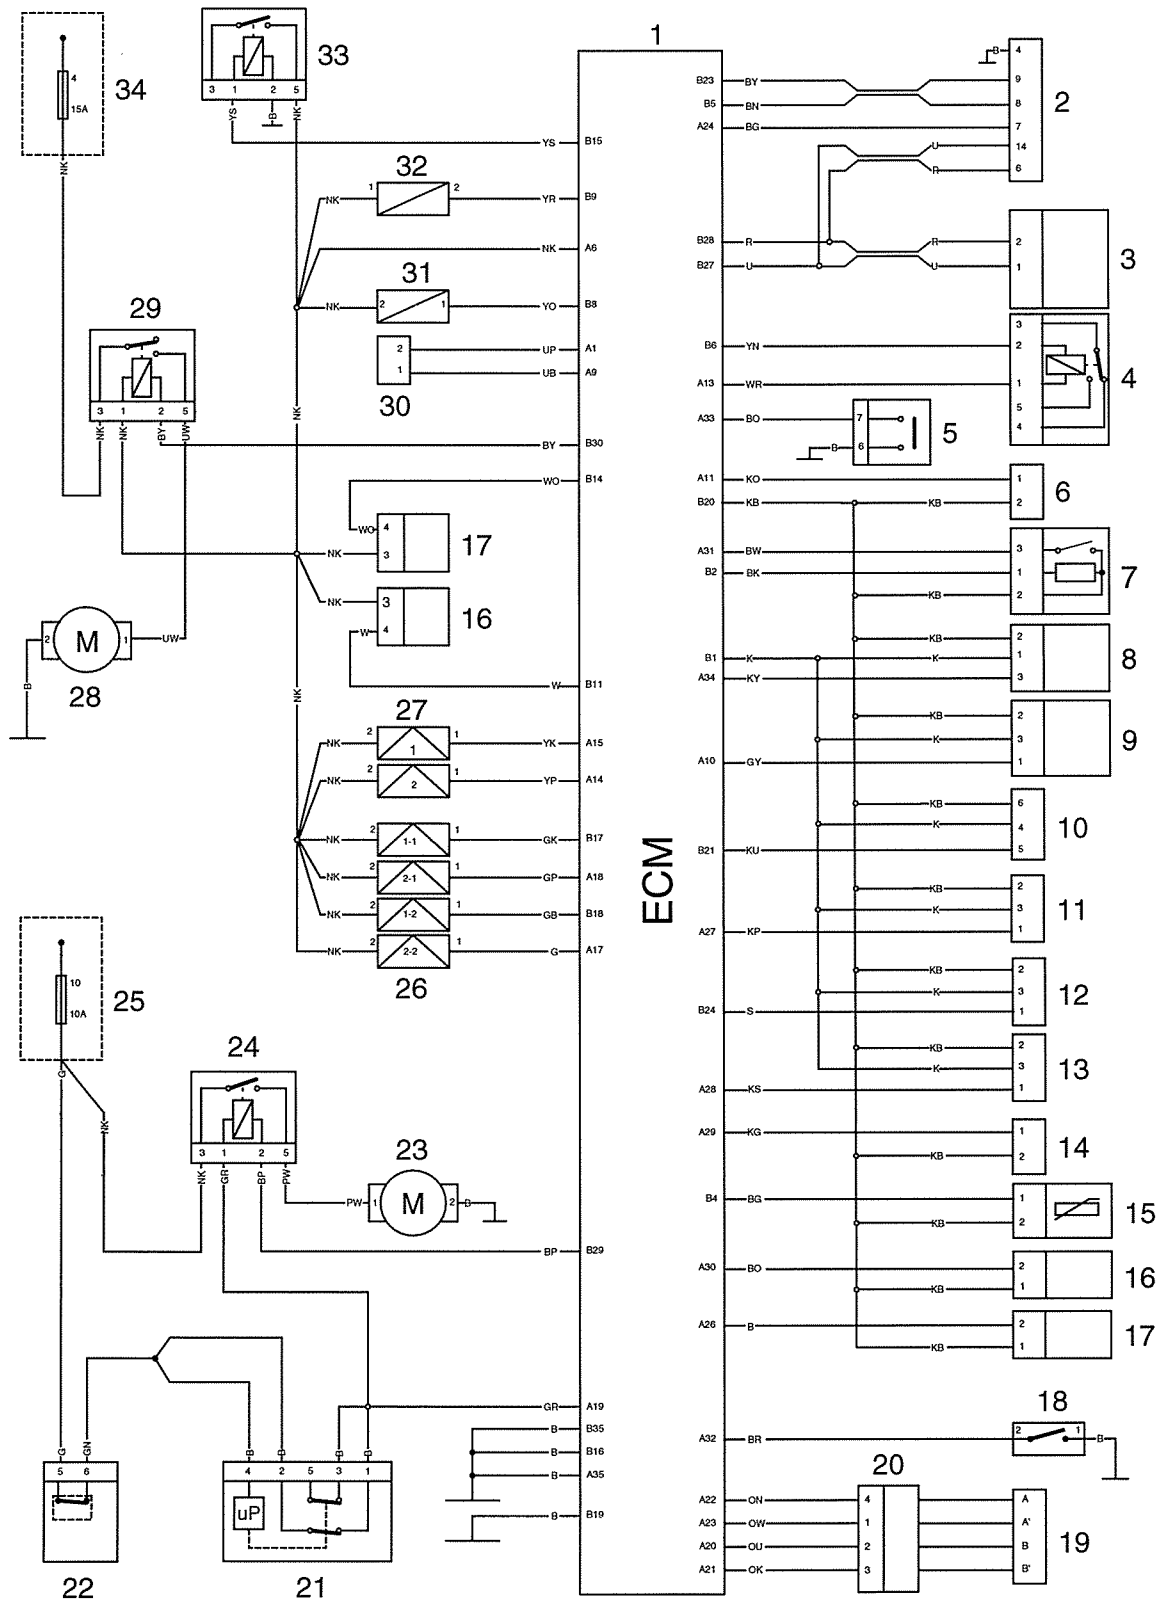 1
ECM
34
4
15A
NK
33
3 1 2 5
YS B NK
YS B15
32
NK 1 2 YR B9
NK A6
31
NK 2 1 YO B8
2 UP A1
1 UB A9
30
29
3 1 2 5
NK NK BY UW
NK
BY B30
WO B14
WO 4
NK 3
17
NK 3
W 4
16
W B11
28
2 M 1 UW
B
NK
27
NK 2 1 1 YK A15
NK 2 2 1 YP A14
NK 2 1-1 1 GK B17
NK 2 2-1 1 GP A18
NK 2 1-2 1 GB B18
NK 2 2-2 1 G A17
26
25
10
10A
G
NK
24
3 1 2 5
NK GR BP PW
23
PW 1 M 2 B
BP B29
GR A19
B B35
B B16
B A35
B B19
G GN
5 6
22
B B B B
4 2 5 3 1
uP
21
B 4
B23 BY 9
B5 BN 8
A24 BG 7
U 14
R 6
2
B28 R R 2
B27 U U 1
3
3
B6 YN 2
A13 WR 1
5
4
4
A33 BO 7
B 6
5
A11 KO 1
B20 KB KB 2
6
A31 BW 3
B2 BK 1
KB 2
7
KB 2
B1 K K 1
A34 KY 3
8
KB 2
K 3
A10 GY 1
9
KB 6
K 4
B21 KU 5
10
KB 2
K 3
A27 KP 1
11
KB 2
K 3
B24 S 1
12
KB 2
K 3
A28 KS 1
13
A29 KG 1
KB 2
14
B4 BG 1
KB 2
15
A30 BO 2
KB 1
16
A26 B 2
KB 1
17
18
A32 BR 2 1 B
20
A22 ON 4 A
A23 OW 1 A'
A20 OU 2 B
A21 OK 3 B'
19